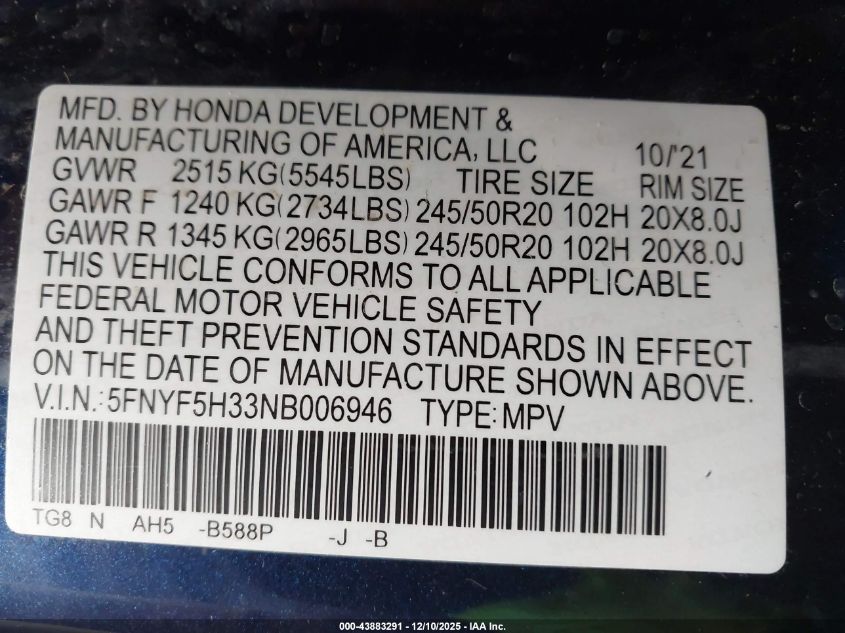 MFD. BY HONDA DEVELOPMENT &
MANUFACTURING OF AMERICA, LLC 10/'21
GVWR 2515 KG(5545LBS) TIRE SIZE RIM SIZE
GAWR F 1240 KG(2734LBS) 245/50R20 102H 20X8.0J
GAWR R 1345 KG(2965LBS) 245/50R20 102H 20X8.0J
THIS VEHICLE CONFORMS TO ALL APPLICABLE
FEDERAL MOTOR VEHICLE SAFETY
AND THEFT PREVENTION STANDARDS IN EFFECT
ON THE DATE OF MANUFACTURE SHOWN ABOVE.
V.I.N.:5FNYF5H33NB006946 TYPE:MPV
TG8 N AH5 -B588P -J -B
000-43883291 - 12/10/2025 - IAA Inc.